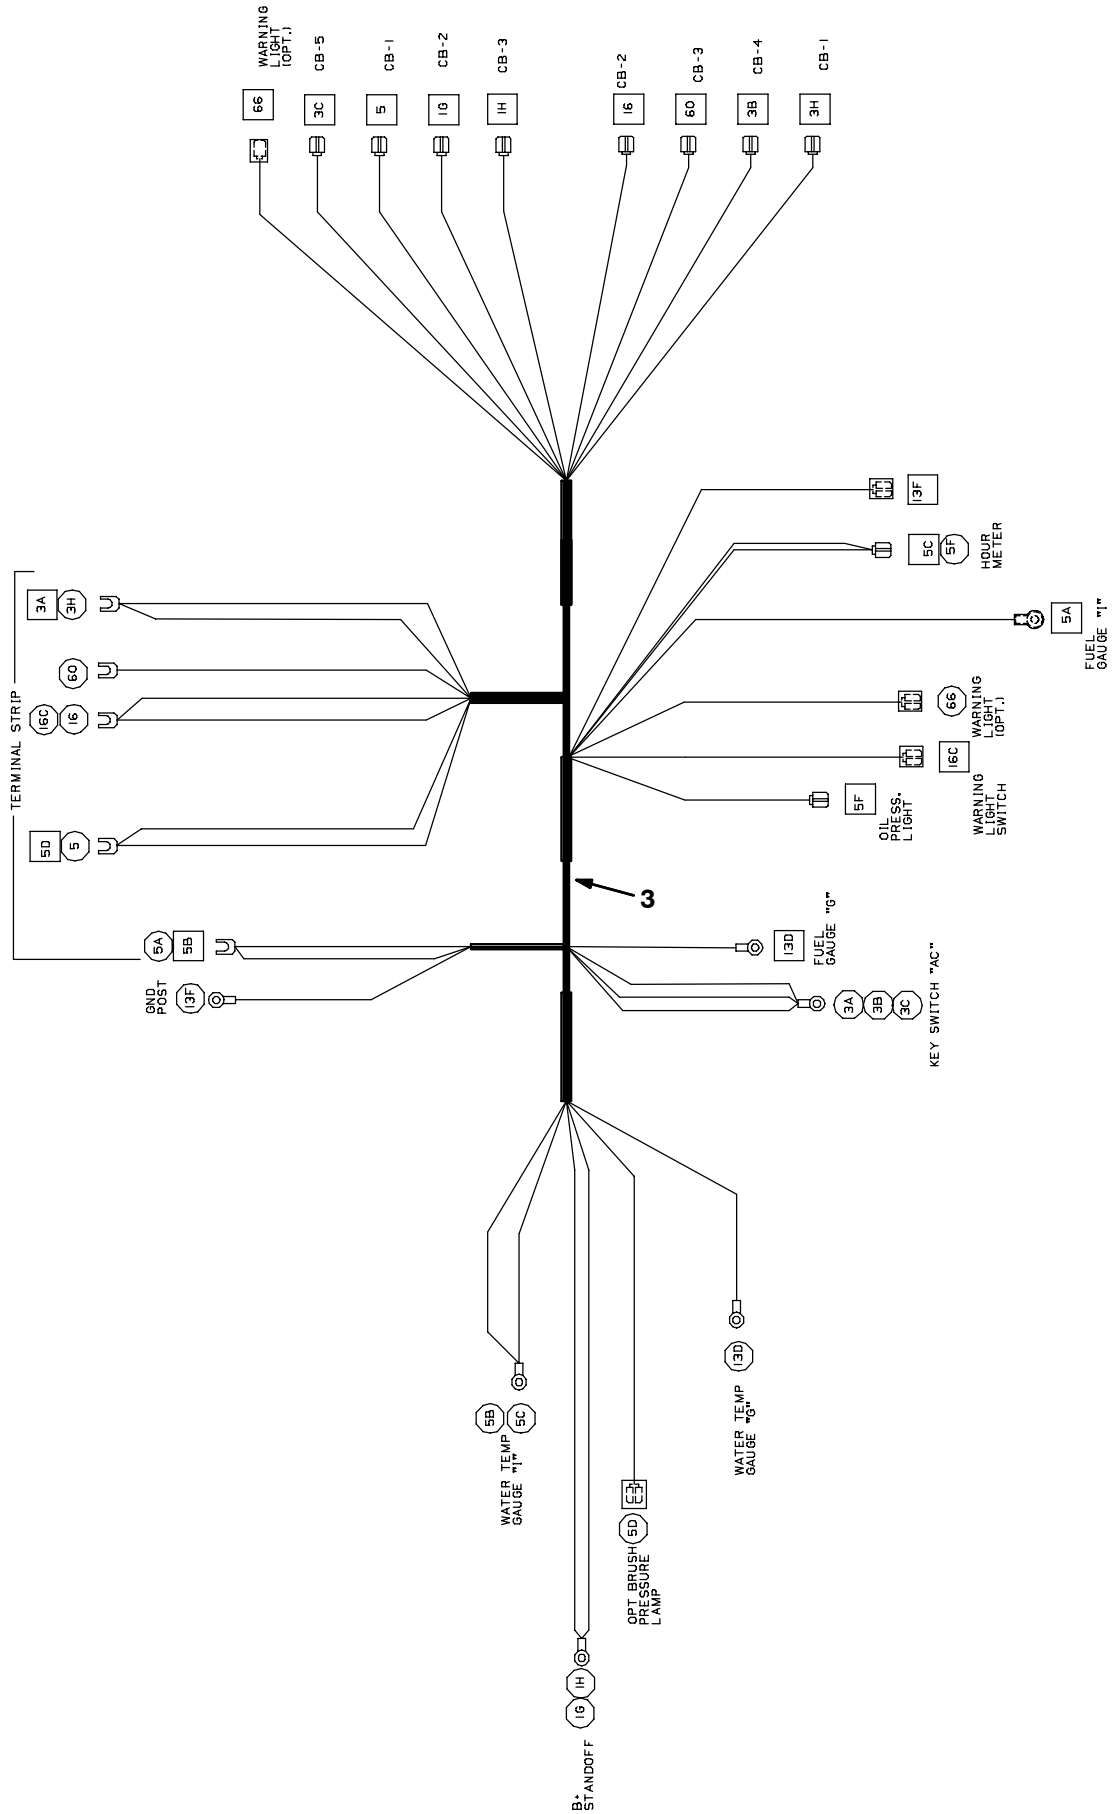 WARNING
LIGHT
(OPT.)
66
CB-5
3C
CB-1
5
CB-2
1G
CB-3
1H
CB-2
16
CB-3
60
CB-4
3B
CB-1
3H
TERMINAL STRIP
3A
3H
60
16C
16
5D
5
5A
5B
GND
POST
13F
13F
5C
5F
HOUR
METER
5A
FUEL
GAUGE "I"
66
WARNING
LIGHT
(OPT.)
16C
WARNING
LIGHT
SWITCH
5F
OIL
PRESS.
LIGHT
3
13D
FUEL
GAUGE "G"
3A
3B
3C
KEY SWITCH "AC"
5B
5C
WATER TEMP
GAUGE "I"
13D
WATER TEMP
GAUGE "G"
5D
OPT BRUSH
PRESSURE
LAMP
1G
1H
B+
STANDOFF